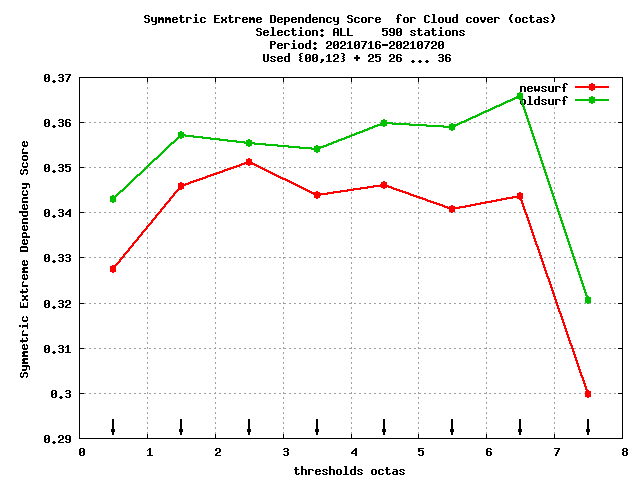 Symmetric Extreme Dependency Score  for Cloud cover (octas)
Selection: ALL    590 stations
Period: 20210716-20210720
Used {00,12} + 25 26 ... 36
newsurf
oldsurf
0.37
0.36
0.35
0.34
0.33
0.32
0.31
0.3
0.29
Symmetric Extreme Dependency Score
0 1 2 3 4 5 6 7 8
thresholds octas